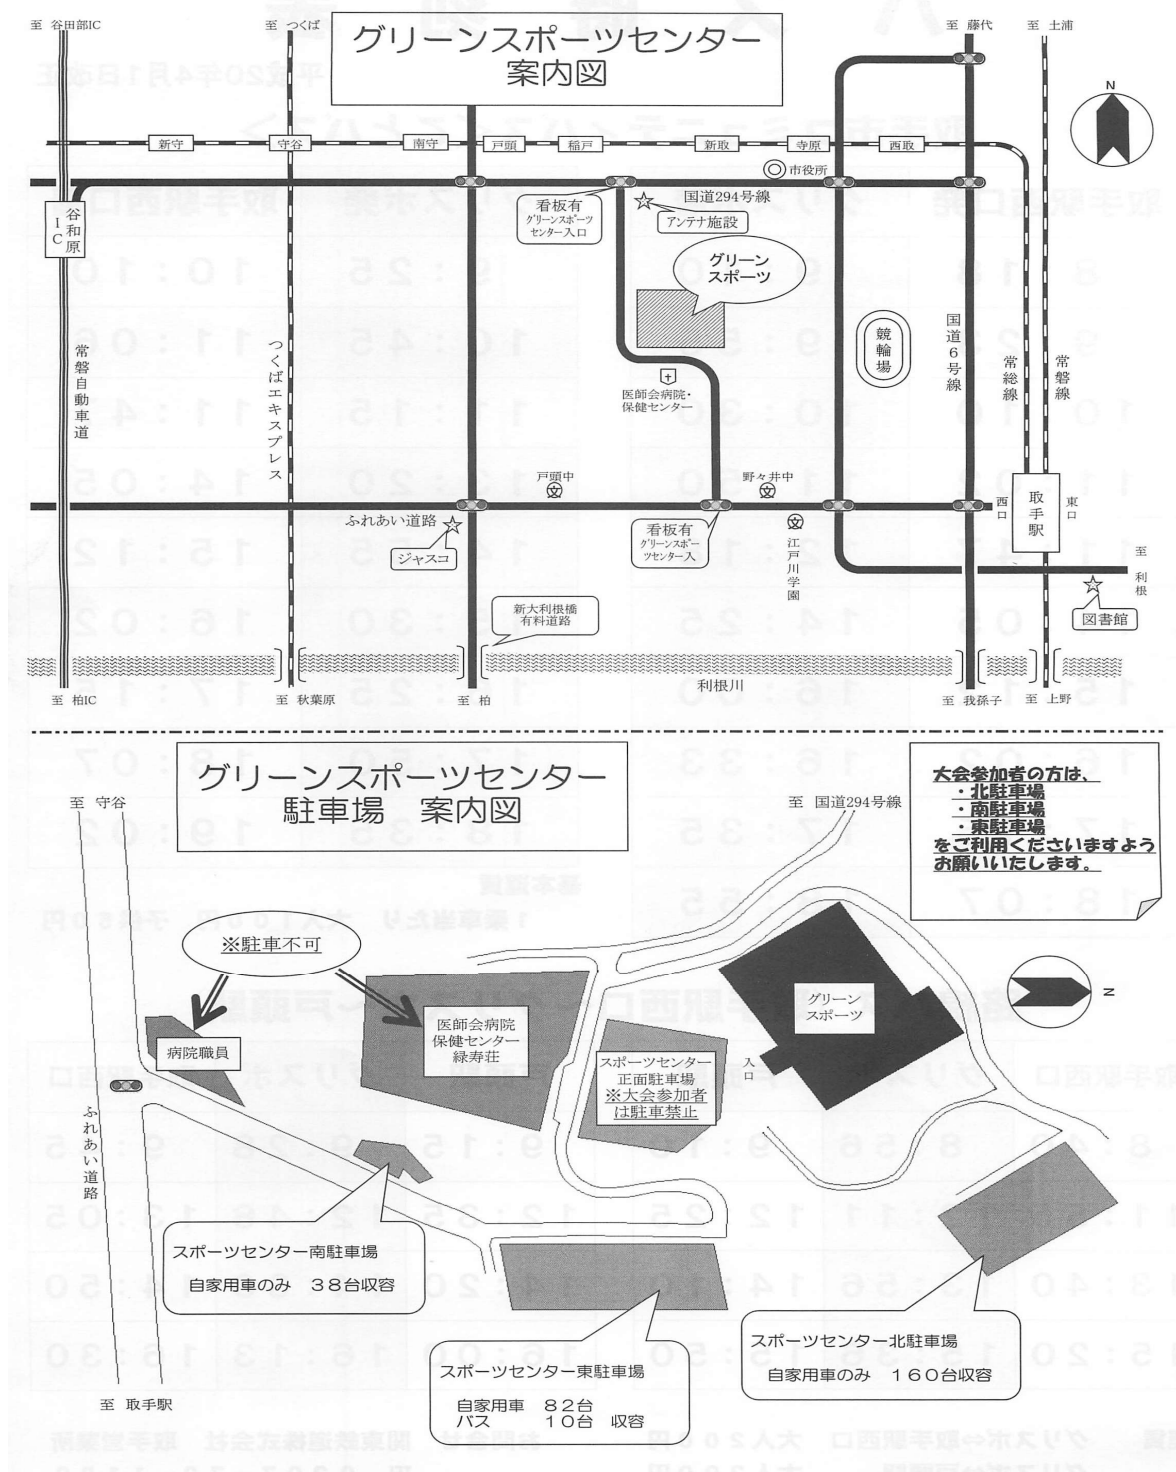 グリーンスポーツセンター
案内図
至 谷田部IC
至 つくば
至 藤代
至 土浦
N
新守
守谷
南守
戸頭
稲戸
新取
寺原
西取
市役所
国道294号線
谷和原
IC
看板有
グリーンスポーツ
センター入口
アンテナ施設
グリーン
スポーツ
常磐自動車道
つくばエキスプレス
競輪場
国道6号線
常総線
常磐線
医師会病院・
保健センター
戸頭中
野々井中
ふれあい道路
ジャスコ
看板有
グリーンスポー
ツセンター入
江戸川学園
西口
取手駅
東口
至 利根
図書館
新大利根橋
有料道路
利根川
至 柏IC
至 秋葉原
至 柏
至 我孫子
至 上野
グリーンスポーツセンター
駐車場 案内図
大会参加者の方は、
・北駐車場
・南駐車場
・東駐車場
をご利用くださいますよう
お願いいたします。
至 守谷
至 国道294号線
※駐車不可
N
病院職員
医師会病院
保健センター
緑寿荘
グリーン
スポーツ
入口
スポーツセンター
正面駐車場
※大会参加者
は駐車禁止
ふれあい道路
スポーツセンター南駐車場
自家用車のみ 38台収容
スポーツセンター東駐車場
自家用車 82台
バス 10台 収容
スポーツセンター北駐車場
自家用車のみ 160台収容
至 取手駅